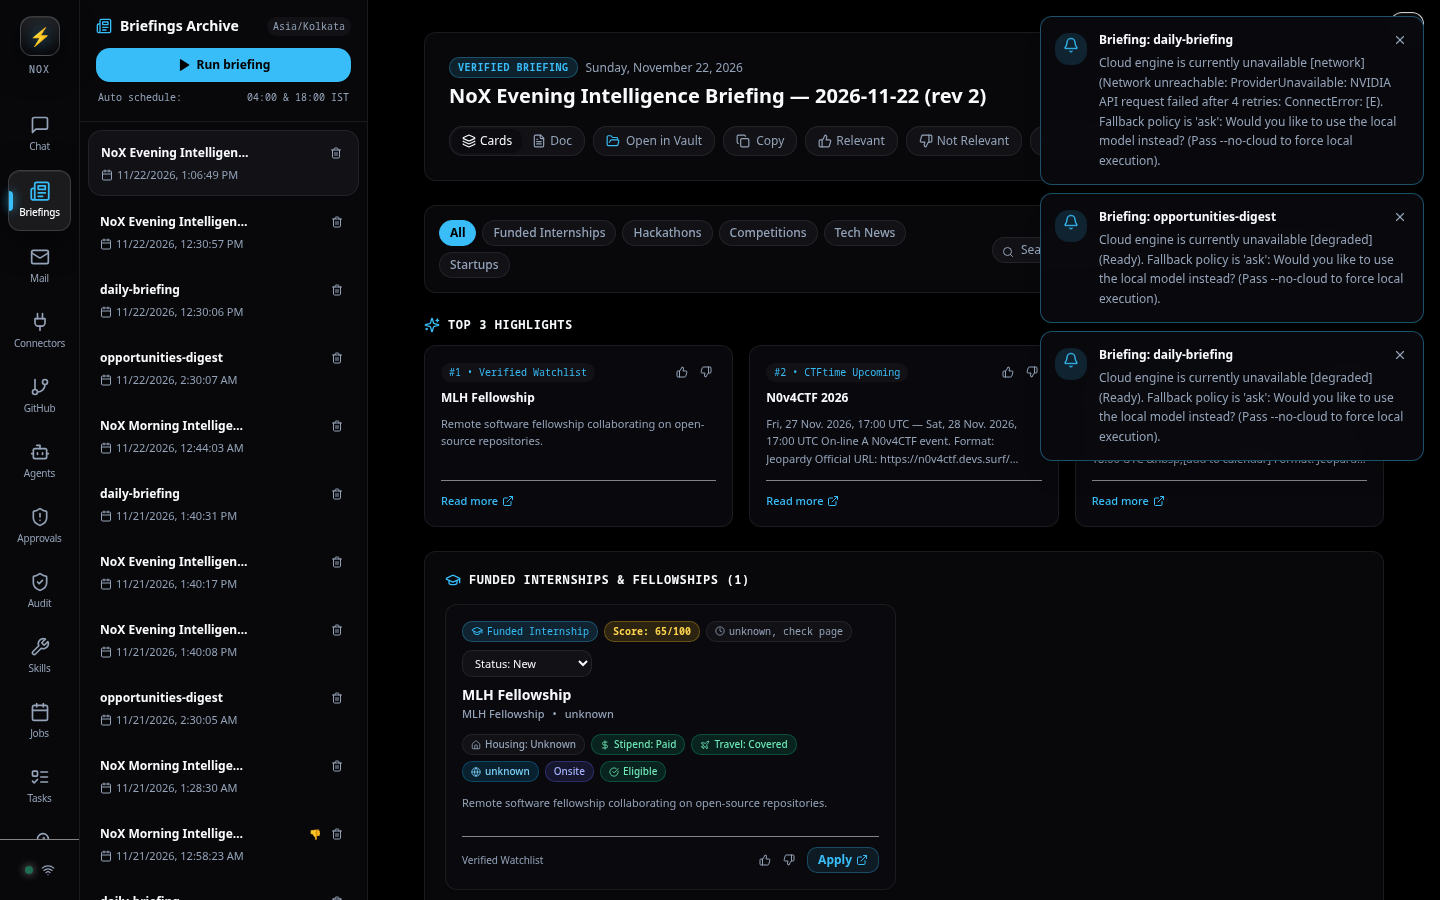 NOX
Chat
Briefings
Mail
Connectors
GitHub
Agents
Approvals
Audit
Skills
Jobs
Tasks
Briefings Archive
Asia/Kolkata
Run briefing
Auto schedule:
04:00 & 18:00 IST
NoX Evening Intelligen...
11/22/2026, 1:06:49 PM
NoX Evening Intelligen...
11/22/2026, 12:30:57 PM
daily-briefing
11/22/2026, 12:30:06 PM
opportunities-digest
11/22/2026, 2:30:07 AM
NoX Morning Intellige...
11/22/2026, 12:44:03 AM
daily-briefing
11/21/2026, 1:40:31 PM
NoX Evening Intelligen...
11/21/2026, 1:40:17 PM
NoX Evening Intelligen...
11/21/2026, 1:40:08 PM
opportunities-digest
11/21/2026, 2:30:05 AM
NoX Morning Intellige...
11/21/2026, 1:28:30 AM
NoX Morning Intellige...
11/21/2026, 12:58:23 AM
VERIFIED BRIEFING
Sunday, November 22, 2026
NoX Evening Intelligence Briefing — 2026-11-22 (rev 2)
Cards
Doc
Open in Vault
Copy
Relevant
Not Relevant
All
Funded Internships
Hackathons
Competitions
Tech News
Startups
Sea
TOP 3 HIGHLIGHTS
#1 • Verified Watchlist
MLH Fellowship
Remote software fellowship collaborating on open-
source repositories.
Read more
#2 • CTFtime Upcoming
N0v4CTF 2026
Fri, 27 Nov. 2026, 17:00 UTC — Sat, 28 Nov. 2026,
17:00 UTC On-line A N0v4CTF event. Format:
Jeopardy Official URL: https://n0v4ctf.devs.surf/...
Read more
Read more
FUNDED INTERNSHIPS & FELLOWSHIPS (1)
Funded Internship
Score: 65/100
unknown, check page
Status: New
MLH Fellowship
MLH Fellowship • unknown
Housing: Unknown
Stipend: Paid
Travel: Covered
unknown
Onsite
Eligible
Remote software fellowship collaborating on open-source repositories.
Verified Watchlist
Apply
Briefing: daily-briefing
Cloud engine is currently unavailable [network]
(Network unreachable: ProviderUnavailable: NVIDIA
API request failed after 4 retries: ConnectError: [E).
Fallback policy is 'ask': Would you like to use the local
model instead? (Pass --no-cloud to force local
execution).
Briefing: opportunities-digest
Cloud engine is currently unavailable [degraded]
(Ready). Fallback policy is 'ask': Would you like to use
the local model instead? (Pass --no-cloud to force local
execution).
Briefing: daily-briefing
Cloud engine is currently unavailable [degraded]
(Ready). Fallback policy is 'ask': Would you like to use
the local model instead? (Pass --no-cloud to force local
execution).